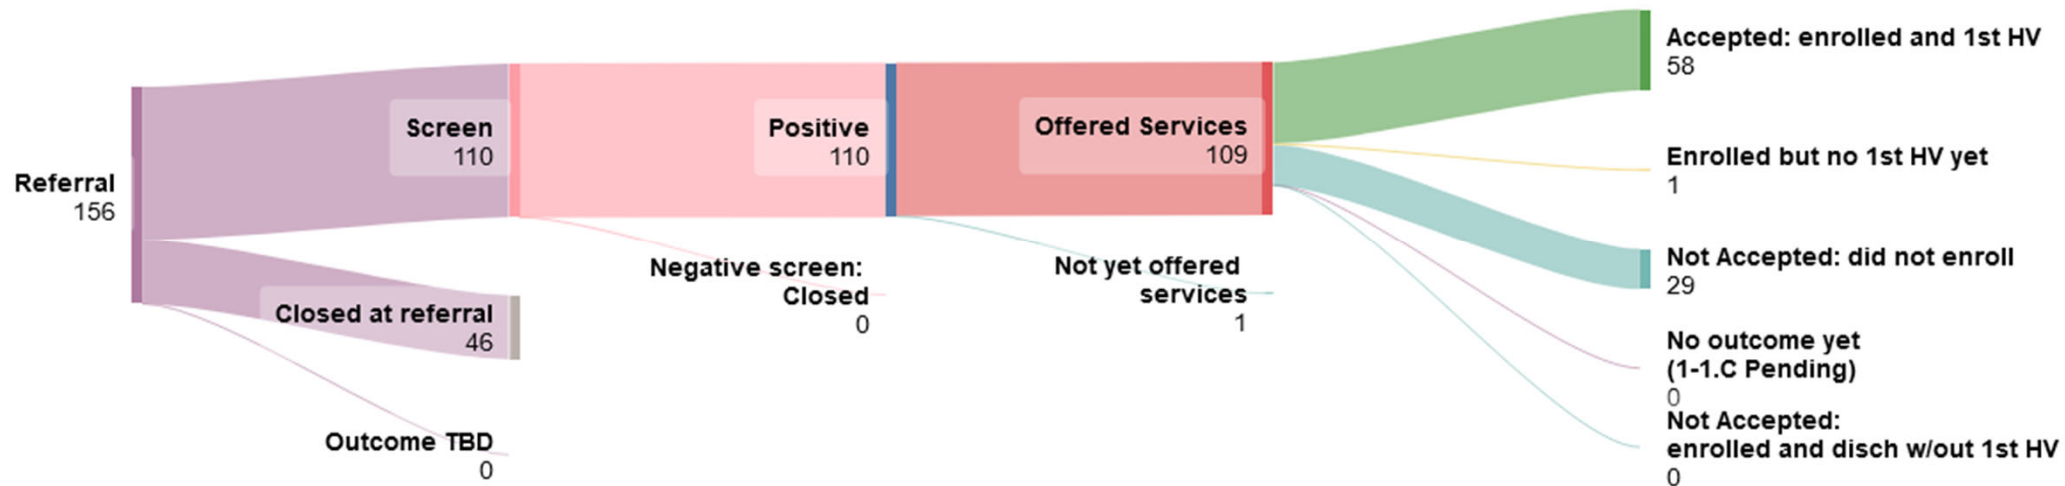 Referral
156
Screen
110
Closed at referral
46
Outcome TBD
0
Positive
110
Negative screen:
Closed
0
Offered Services
109
Not yet offered
services
1
Accepted: enrolled and 1st HV
58
Enrolled but no 1st HV yet
1
Not Accepted: did not enroll
29
No outcome yet
(1-1.C Pending)
0
Not Accepted:
enrolled and disch w/out 1st HV
0